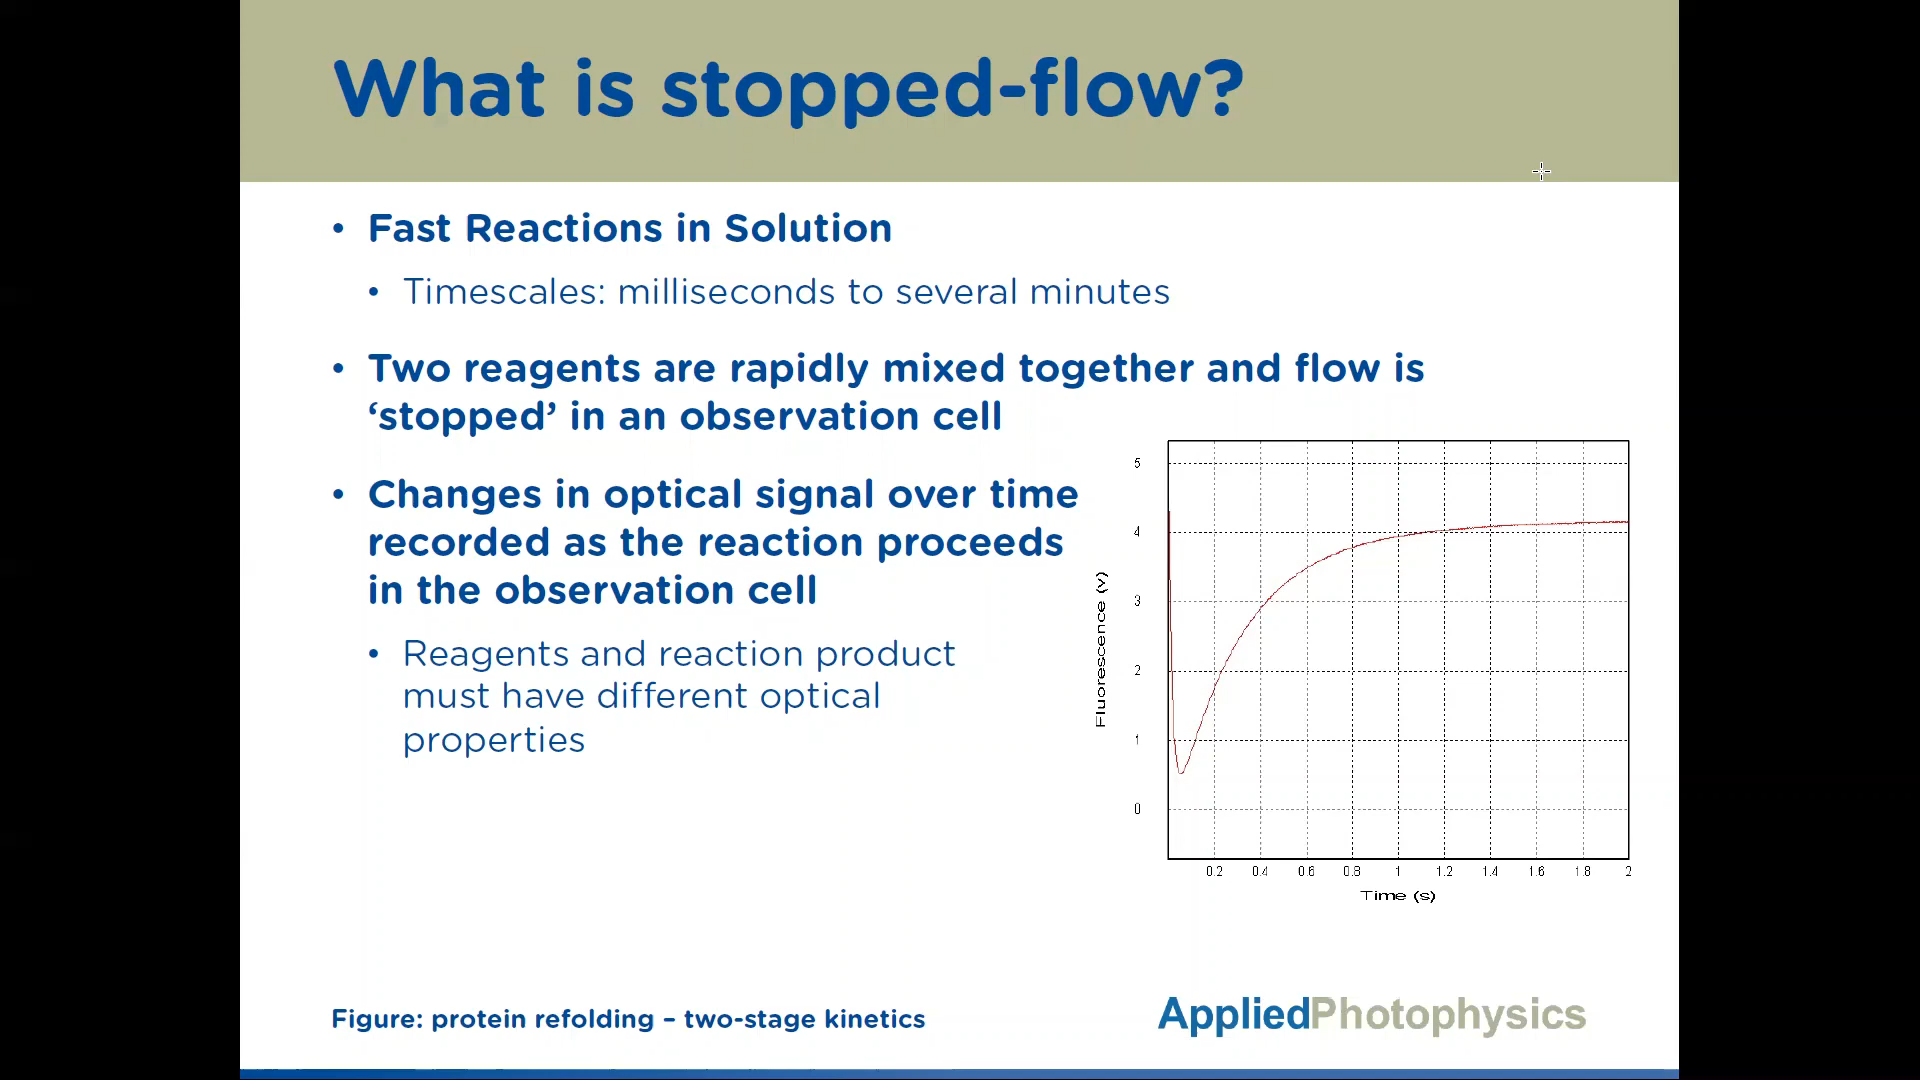 What is stopped-flow?
• Fast Reactions in Solution
• Timescales: milliseconds to several minutes
• Two reagents are rapidly mixed together and flow is
‘stopped’ in an observation cell
• Changes in optical signal over time
recorded as the reaction proceeds
in the observation cell
• Reagents and reaction product
must have different optical
properties
5
4
3
2
1
0
Fluorescence (v)
0.2 0.4 0.6 0.8 1 1.2 1.4 1.6 1.8 2
Time (s)
Figure: protein refolding – two-stage kinetics
AppliedPhotophysics